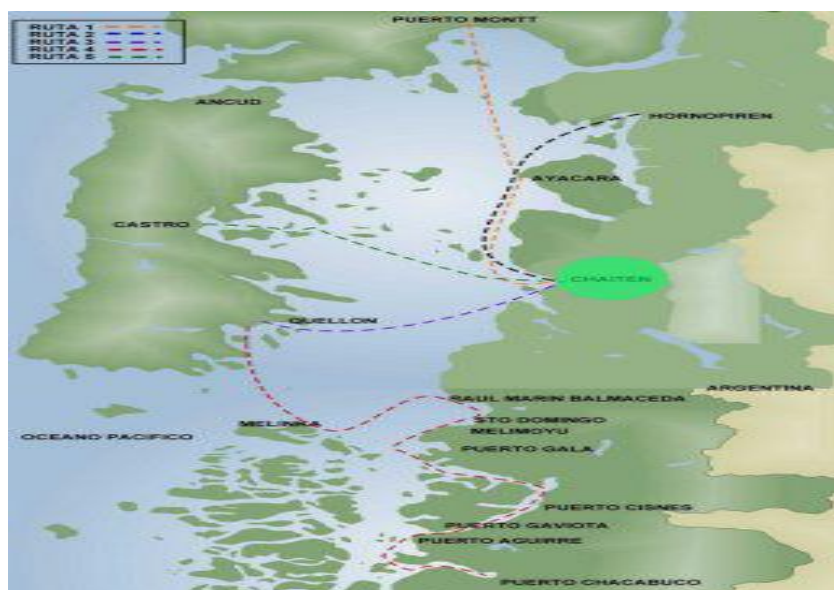 RUTA 1
RUTA 2
RUTA 3
RUTA 4
RUTA 5
PUERTO MONTT
ANCUD
HORNOPIREN
AYACARA
CASTRO
CHAITEN
QUELLON
ARGENTINA
RAUL MARIN BALMACEDA
MELINKA
STO DOMINGO
OCEANO PACIFICO
MELIMOYU
PUERTO GALA
PUERTO CISNES
PUERTO GAVIOTA
PUERTO AGUIRRE
PUERTO CHACABUCO